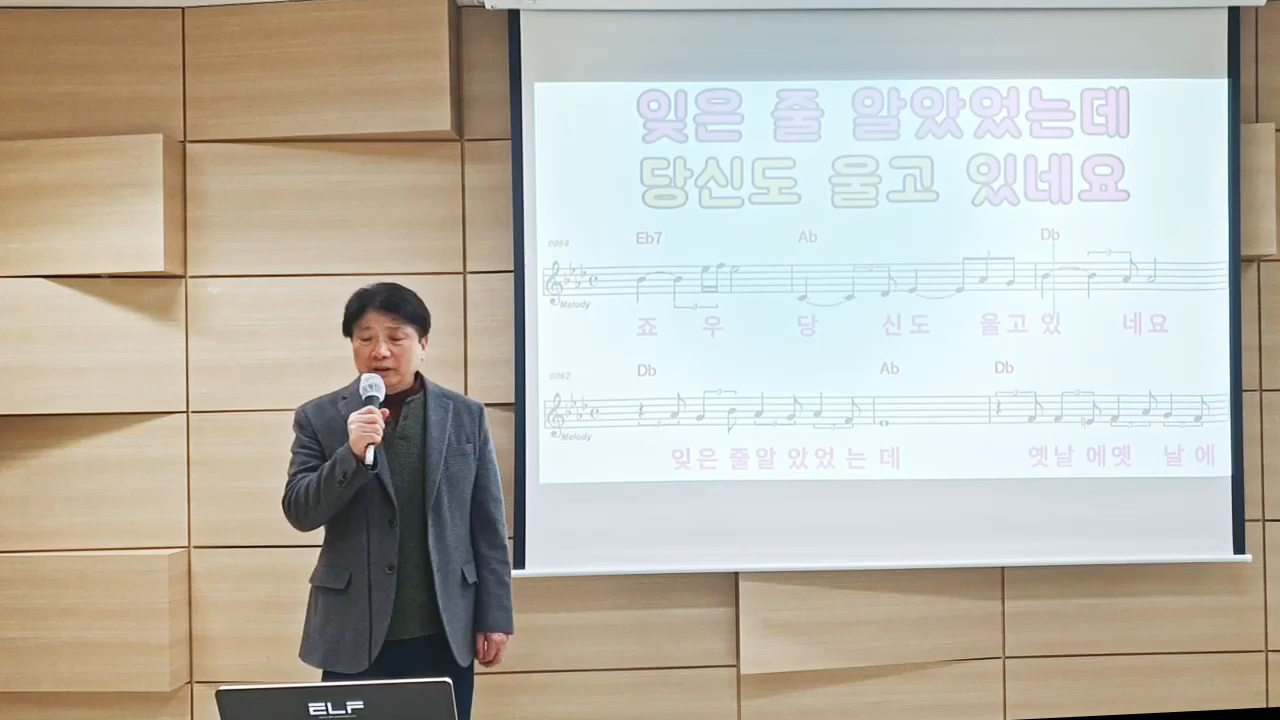 잊은 줄 알았었는데
당신도 울고 있네요
0059 Eb7 Ab Db
Melody
죠 우 당 신도 울고 있 네요
0062 Db Ab Db
Melody
잊은 줄알 았었 는 데 옛날 에옛 날 에
ELF